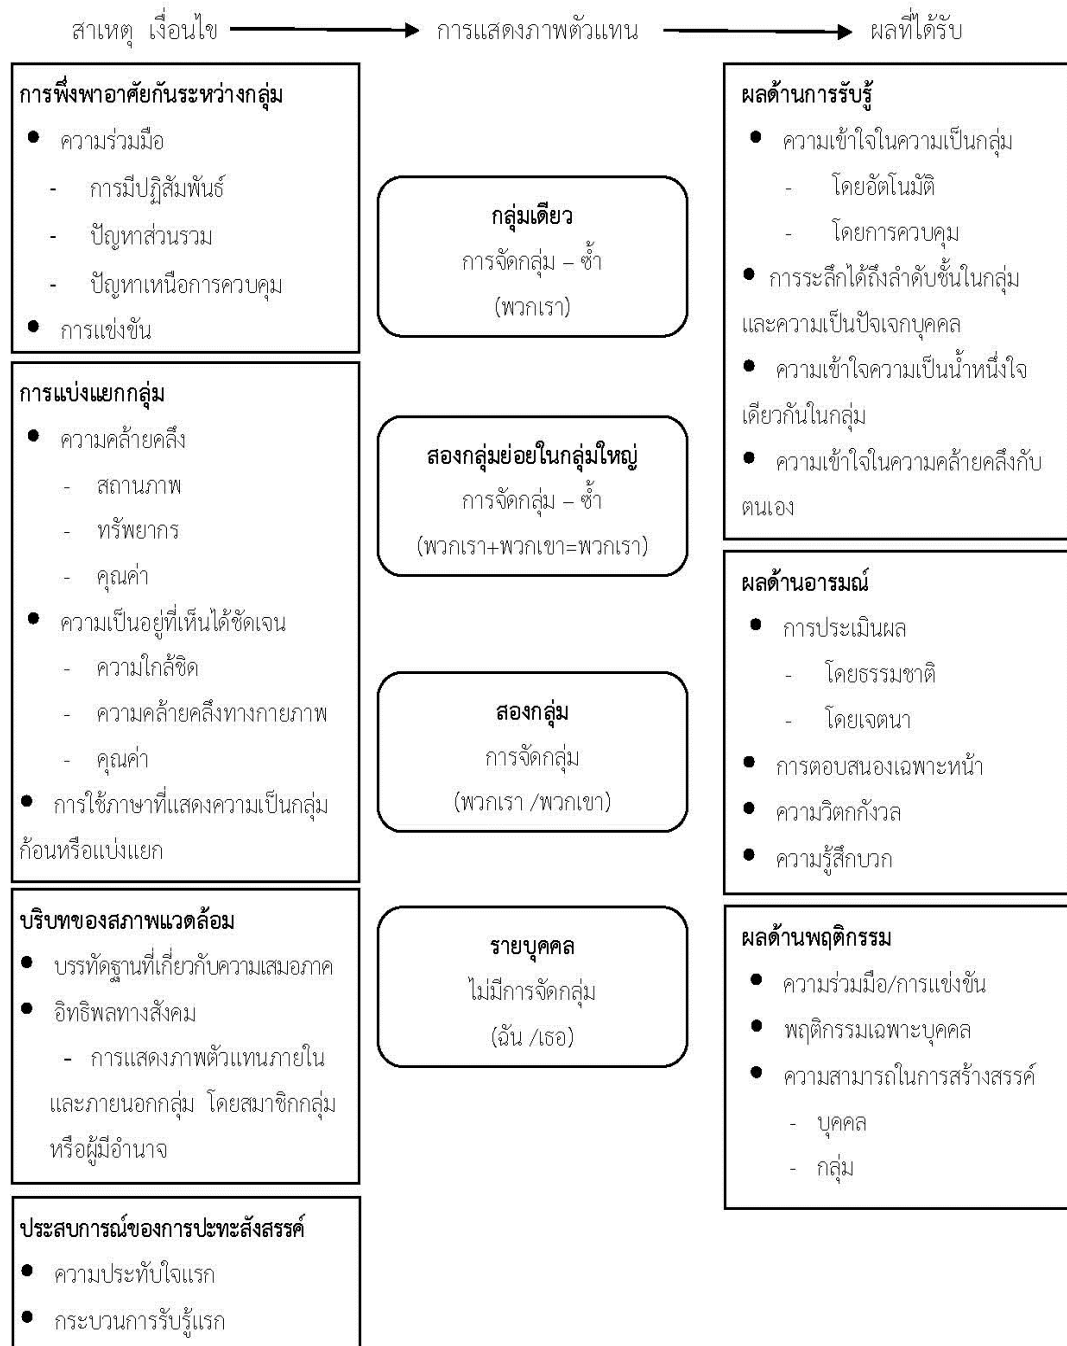 สาเหตุ เงื่อนไข
การแสดงภาพตัวแทน
ผลที่ได้รับ
การพึ่งพาอาศัยกันระหว่างกลุ่ม
● ความร่วมมือ
- การมีปฏิสัมพันธ์
- ปัญหาส่วนรวม
- ปัญหาเหนือการควบคุม
● การแข่งขัน
การแบ่งแยกกลุ่ม
● ความคล้ายคลึง
- สถานภาพ
- ทรัพยากร
- คุณค่า
● ความเป็นอยู่ที่เห็นได้ชัดเจน
- ความใกล้ชิด
- ความคล้ายคลึงทางกายภาพ
- คุณค่า
● การใช้ภาษาที่แสดงความเป็นกลุ่ม
ก้อนหรือแบ่งแยก
บริบทของสภาพแวดล้อม
● บรรทัดฐานที่เกี่ยวกับความเสมอภาค
● อิทธิพลทางสังคม
- การแสดงภาพตัวแทนภายใน
และภายนอกกลุ่ม โดยสมาชิกกลุ่ม
หรือผู้มีอำนาจ
ประสบการณ์ของการปะทะสังสรรค์
● ความประทับใจแรก
● กระบวนการรับรู้แรก
กลุ่มเดียว
การจัดกลุ่ม – ซ้ำ
(พวกเรา)
สองกลุ่มย่อยในกลุ่มใหญ่
การจัดกลุ่ม – ซ้ำ
(พวกเรา+พวกเขา=พวกเรา)
สองกลุ่ม
การจัดกลุ่ม
(พวกเรา /พวกเขา)
รายบุคคล
ไม่มีการจัดกลุ่ม
(ฉัน /เธอ)
ผลด้านการรับรู้
● ความเข้าใจในความเป็นกลุ่ม
- โดยอัตโนมัติ
- โดยการควบคุม
● การระลึกได้ถึงลำดับชั้นในกลุ่ม
และความเป็นปัจเจกบุคคล
● ความเข้าใจความเป็นน้ำหนึ่งใจ
เดียวกันในกลุ่ม
● ความเข้าใจในความคล้ายคลึงกับ
ตนเอง
ผลด้านอารมณ์
● การประเมินผล
- โดยธรรมชาติ
- โดยเจตนา
● การตอบสนองเฉพาะหน้า
● ความวิตกกังวล
● ความรู้สึกบวก
ผลด้านพฤติกรรม
● ความร่วมมือ/การแข่งขัน
● พฤติกรรมเฉพาะบุคคล
● ความสามารถในการสร้างสรรค์
- บุคคล
- กลุ่ม